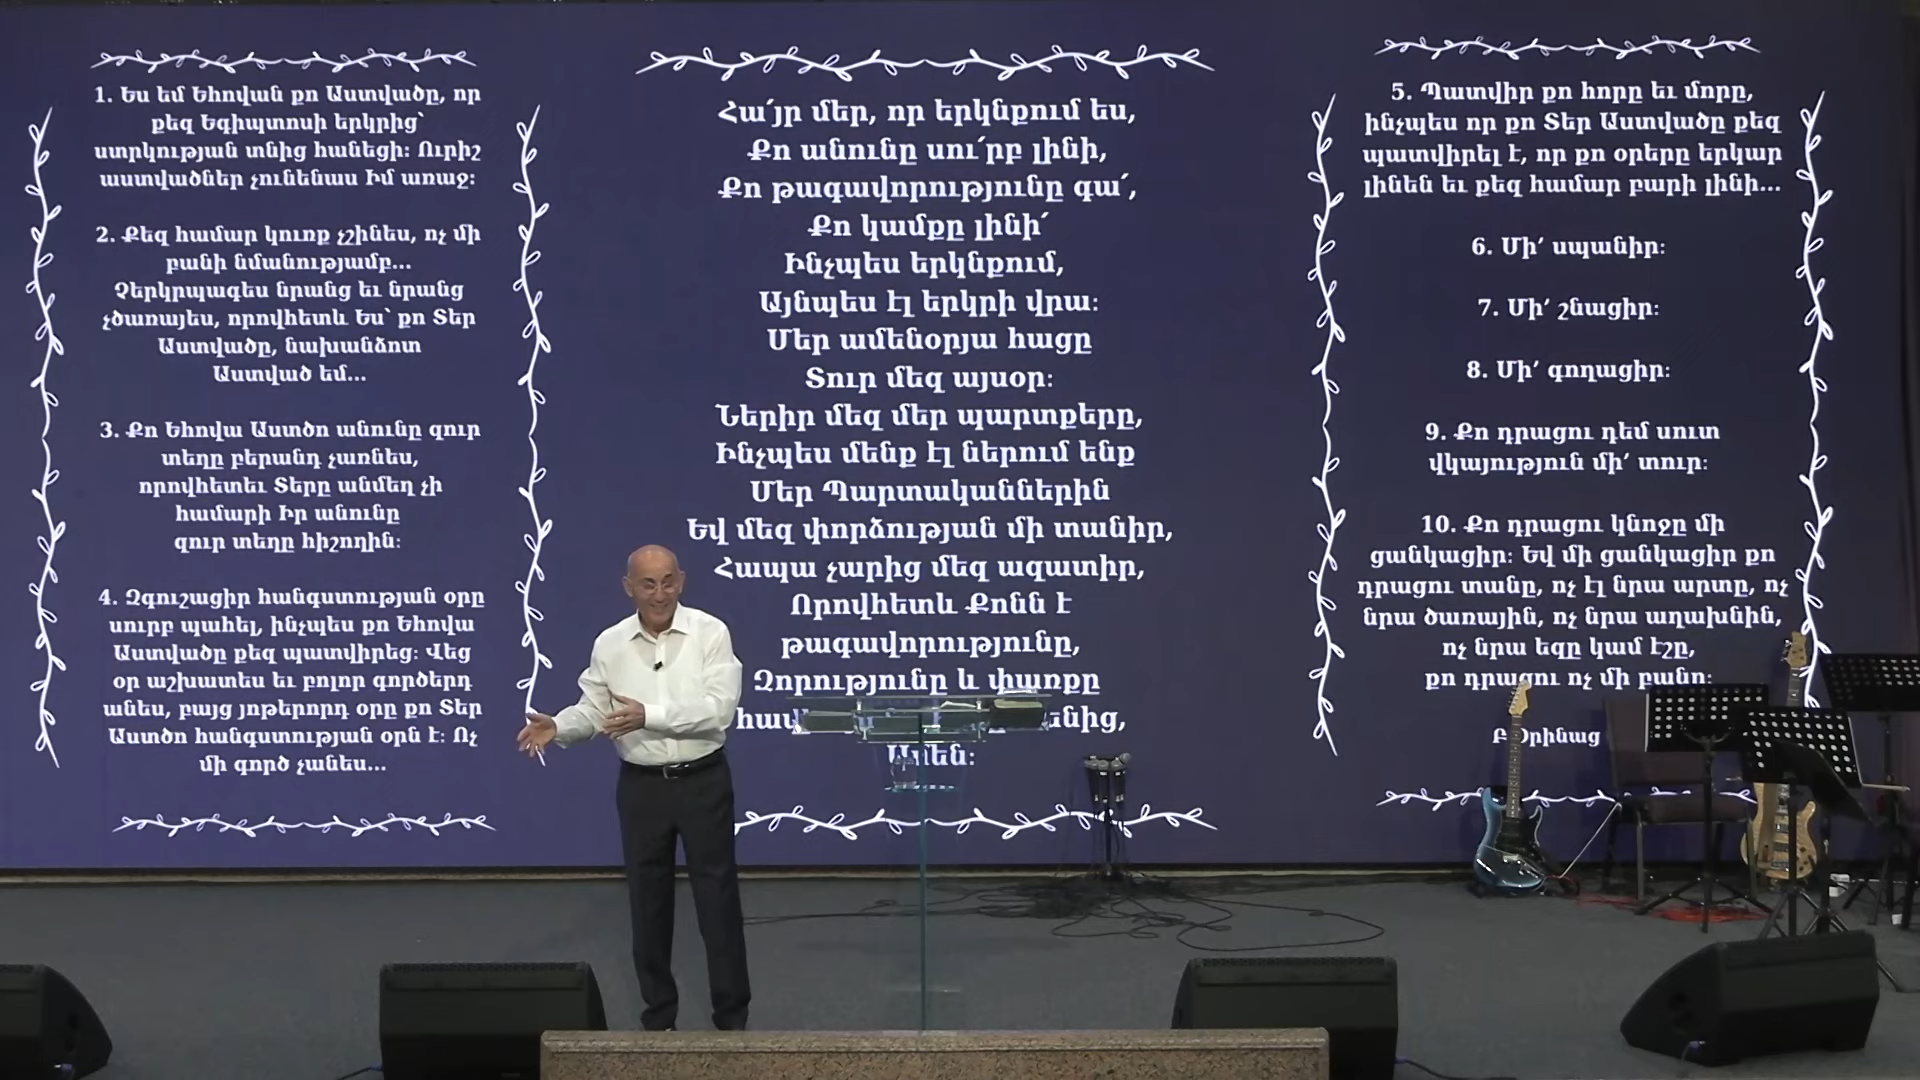 1. Ես եմ Եհովան քո Աստվածը, որ
քեզ Եգիպտոսի երկրից՝
ստրկության տնից հանեցի։ Ուրիշ
աստվածներ չունենաս Իմ առաջ։
2. Քեզ համար կուռք չշինես, ոչ մի
բանի նմանությամբ...
Չերկրպագես նրանց եւ նրանց
չծառայես, որովհետև Ես՝ քո Տեր
Աստվածը, նախանձոտ
Աստված եմ...
3. Քո Եհովա Աստծո անունը զուր
տեղը բերանդ չառնես,
որովհետեւ Տերը անմեղ չի
համարի Իր անունը
զուր տեղը հիշողին։
4. Զգուշացիր հանգստության օրը
սուրբ պահել, ինչպես քո Եհովա
Աստվածը քեզ պատվիրեց։ Վեց
օր աշխատես եւ բոլոր գործերդ
անես, բայց յոթերորդ օրը քո Տեր
Աստծո հանգստության օրն է։ Ոչ
մի գործ չանես...
Հա՛յր մեր, որ երկնքում ես,
Քո անունը սու՛րբ լինի,
Քո թագավորությունը գա՛,
Քո կամքը լինի՛
Ինչպես երկնքում,
Այնպես էլ երկրի վրա։
Մեր ամենօրյա հացը
Տուր մեզ այսօր։
Ներիր մեզ մեր պարտքերը,
Ինչպես մենք էլ ներում ենք
Մեր Պարտականներին
Եվ մեզ փորձության մի տանիր,
Հապա չարից մեզ ազատիր,
Որովհետև Քոնն է
թագավորությունը,
Զորությունը և փառքը
Ամեն։
5. Պատվիր քո հորը եւ մորը,
ինչպես որ քո Տեր Աստվածը քեզ
պատվիրել է, որ քո օրերը երկար
լինեն եւ քեզ համար բարի լինի...
6. Մի՛ սպանիր։
7. Մի՛ շնացիր։
8. Մի՛ գողացիր։
9. Քո դրացու դեմ սուտ
վկայություն մի՛ տուր։
10. Քո դրացու կնոջը մի
ցանկացիր։ Եվ մի ցանկացիր քո
դրացու տանը, ոչ էլ նրա արտը, ոչ
նրա ծառային, ոչ նրա աղախնին,
ոչ նրա եզը կամ էշը,
քո դրացու ոչ մի բանը։